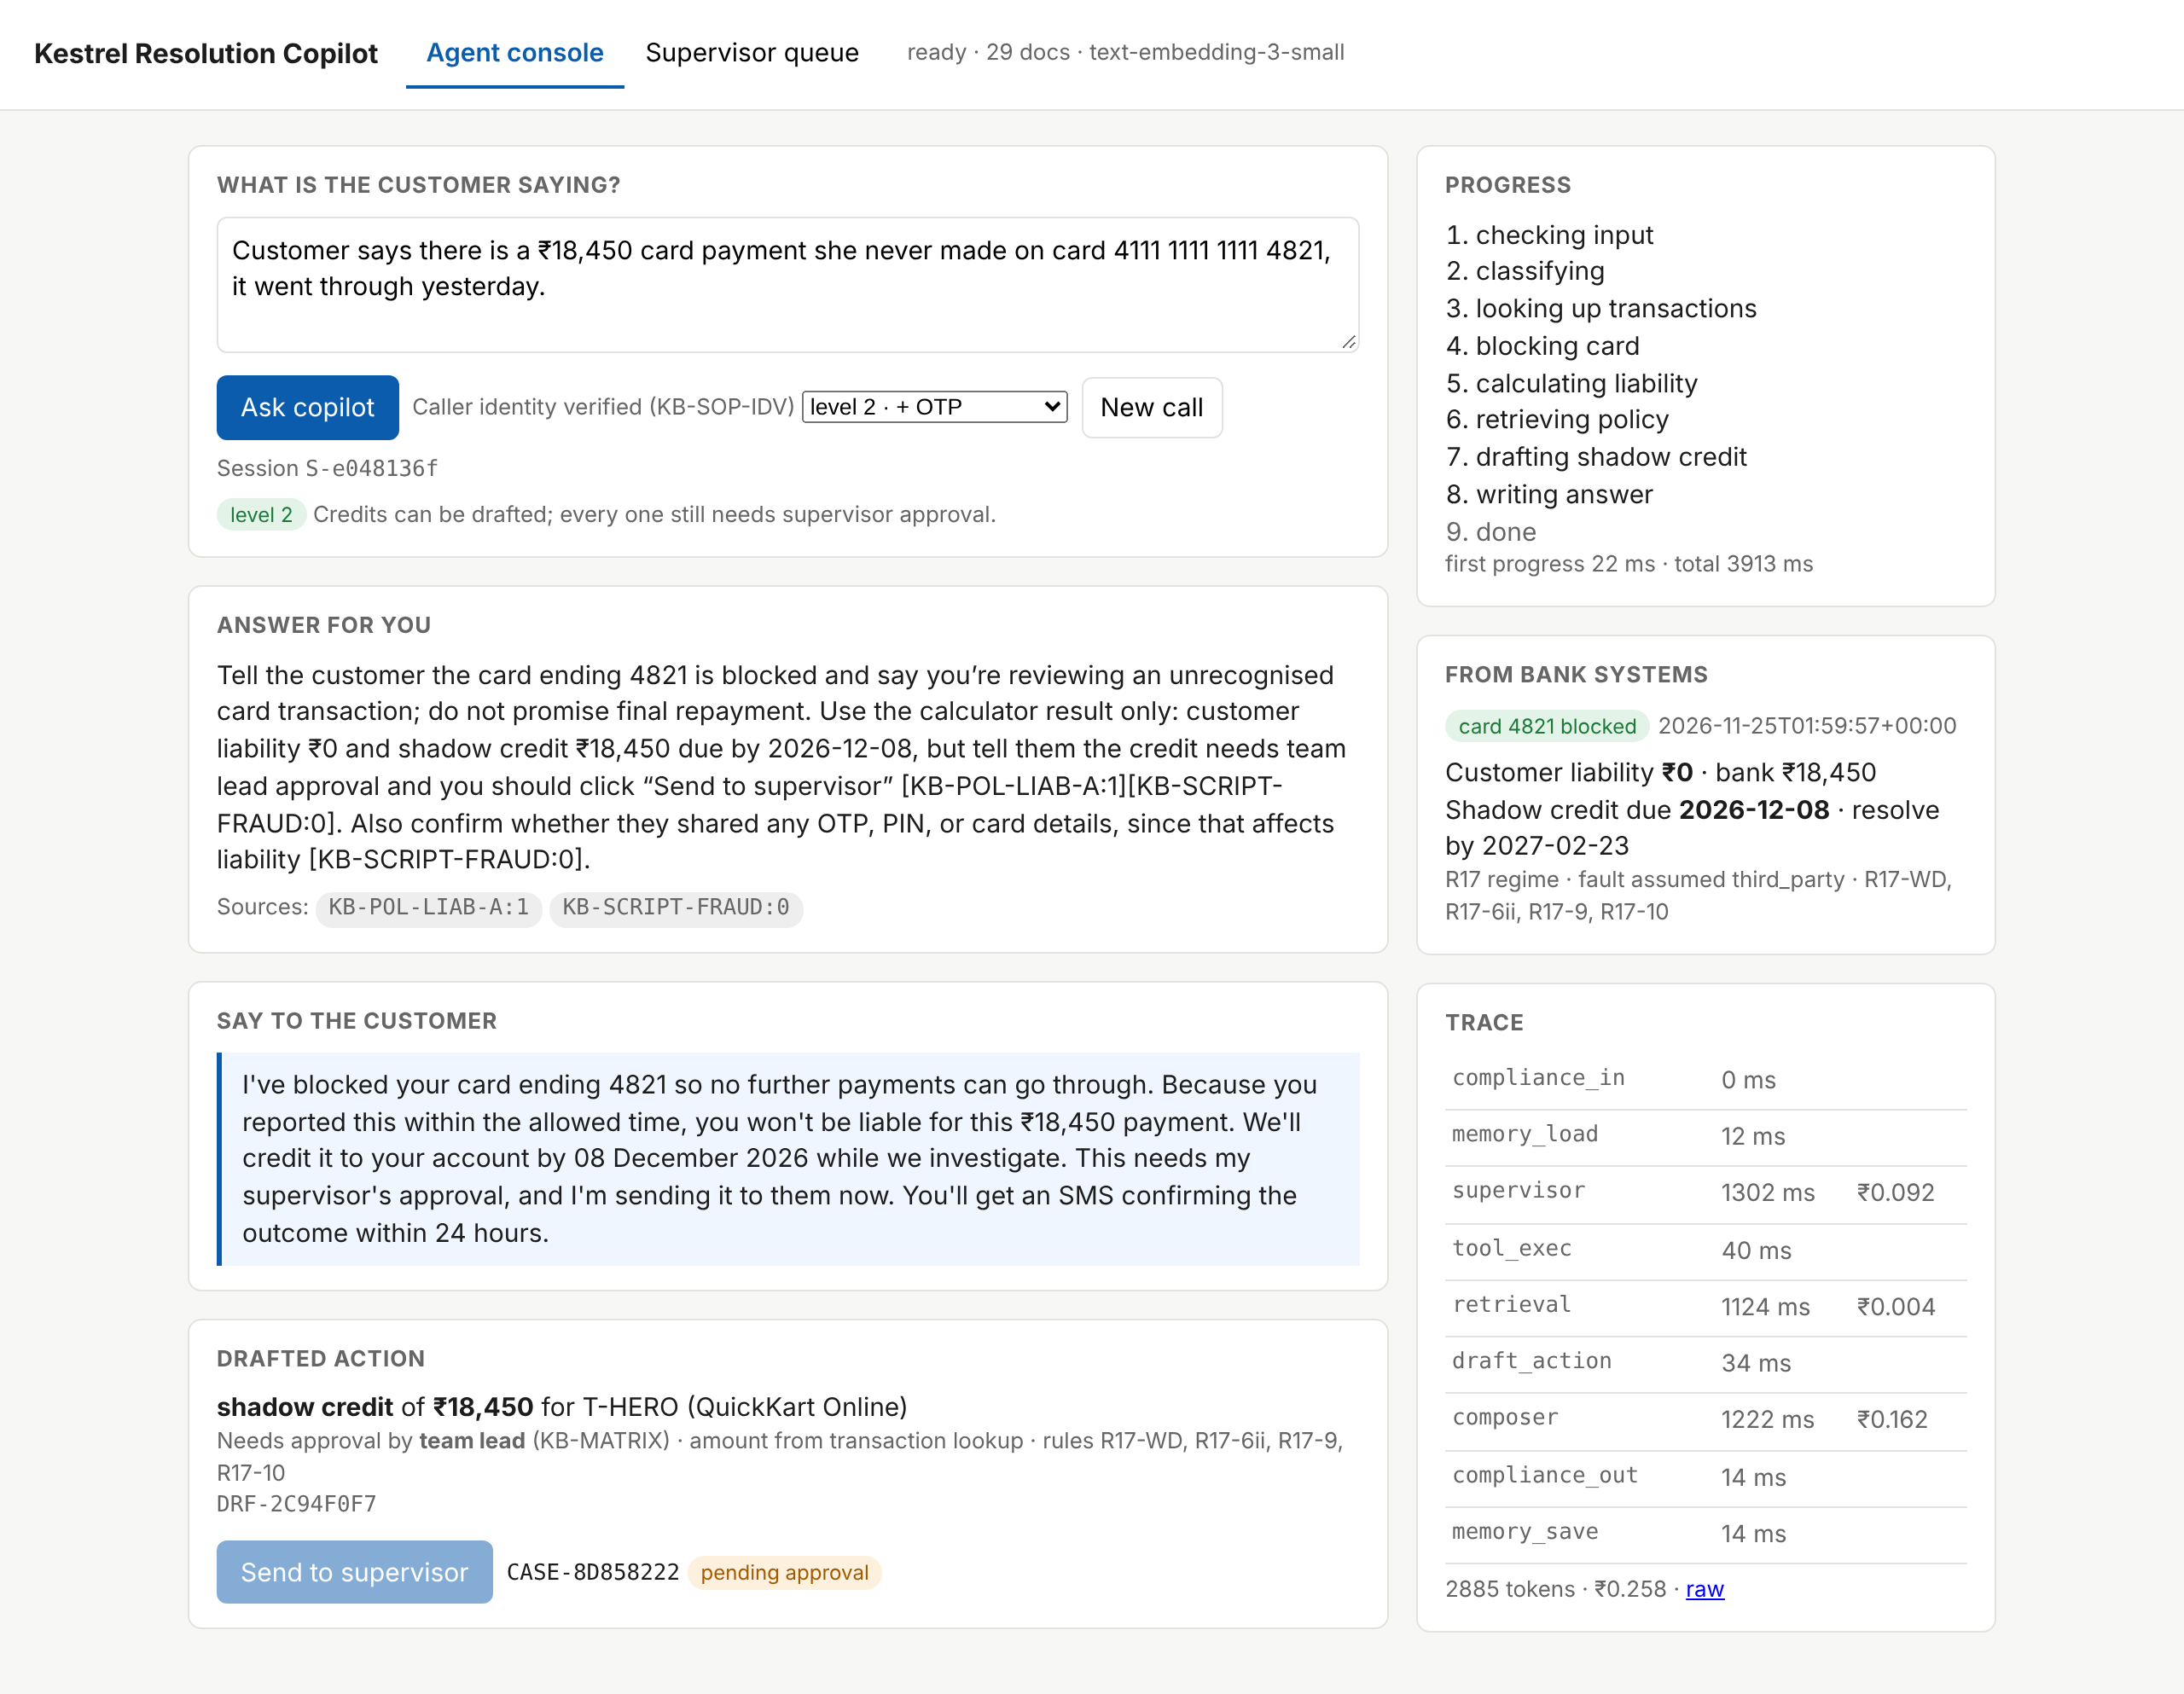 Kestrel Resolution Copilot
Agent console
Supervisor queue
ready · 29 docs · text-embedding-3-small
WHAT IS THE CUSTOMER SAYING?
Customer says there is a ₹18,450 card payment she never made on card 4111 1111 1111 4821,
it went through yesterday.
Ask copilot
Caller identity verified (KB-SOP-IDV)
level 2 · + OTP
New call
Session S-e048136f
level 2 Credits can be drafted; every one still needs supervisor approval.
ANSWER FOR YOU
Tell the customer the card ending 4821 is blocked and say you’re reviewing an unrecognised
card transaction; do not promise final repayment. Use the calculator result only: customer
liability ₹0 and shadow credit ₹18,450 due by 2026-12-08, but tell them the credit needs team
lead approval and you should click “Send to supervisor” [KB-POL-LIAB-A:1][KB-SCRIPT-
FRAUD:0]. Also confirm whether they shared any OTP, PIN, or card details, since that affects
liability [KB-SCRIPT-FRAUD:0].
Sources: KB-POL-LIAB-A:1 KB-SCRIPT-FRAUD:0
SAY TO THE CUSTOMER
I've blocked your card ending 4821 so no further payments can go through. Because you
reported this within the allowed time, you won't be liable for this ₹18,450 payment. We'll
credit it to your account by 08 December 2026 while we investigate. This needs my
supervisor's approval, and I'm sending it to them now. You'll get an SMS confirming the
outcome within 24 hours.
DRAFTED ACTION
shadow credit of ₹18,450 for T-HERO (QuickKart Online)
Needs approval by team lead (KB-MATRIX) · amount from transaction lookup · rules R17-WD, R17-6ii, R17-9,
R17-10
DRF-2C94F0F7
Send to supervisor
CASE-8D858222 pending approval
PROGRESS
1. checking input
2. classifying
3. looking up transactions
4. blocking card
5. calculating liability
6. retrieving policy
7. drafting shadow credit
8. writing answer
9. done
first progress 22 ms · total 3913 ms
FROM BANK SYSTEMS
card 4821 blocked 2026-11-25T01:59:57+00:00
Customer liability ₹0 · bank ₹18,450
Shadow credit due 2026-12-08 · resolve
by 2027-02-23
R17 regime · fault assumed third_party · R17-WD,
R17-6ii, R17-9, R17-10
TRACE
compliance_in 0 ms
memory_load 12 ms
supervisor 1302 ms ₹0.092
tool_exec 40 ms
retrieval 1124 ms ₹0.004
draft_action 34 ms
composer 1222 ms ₹0.162
compliance_out 14 ms
memory_save 14 ms
2885 tokens · ₹0.258 · raw